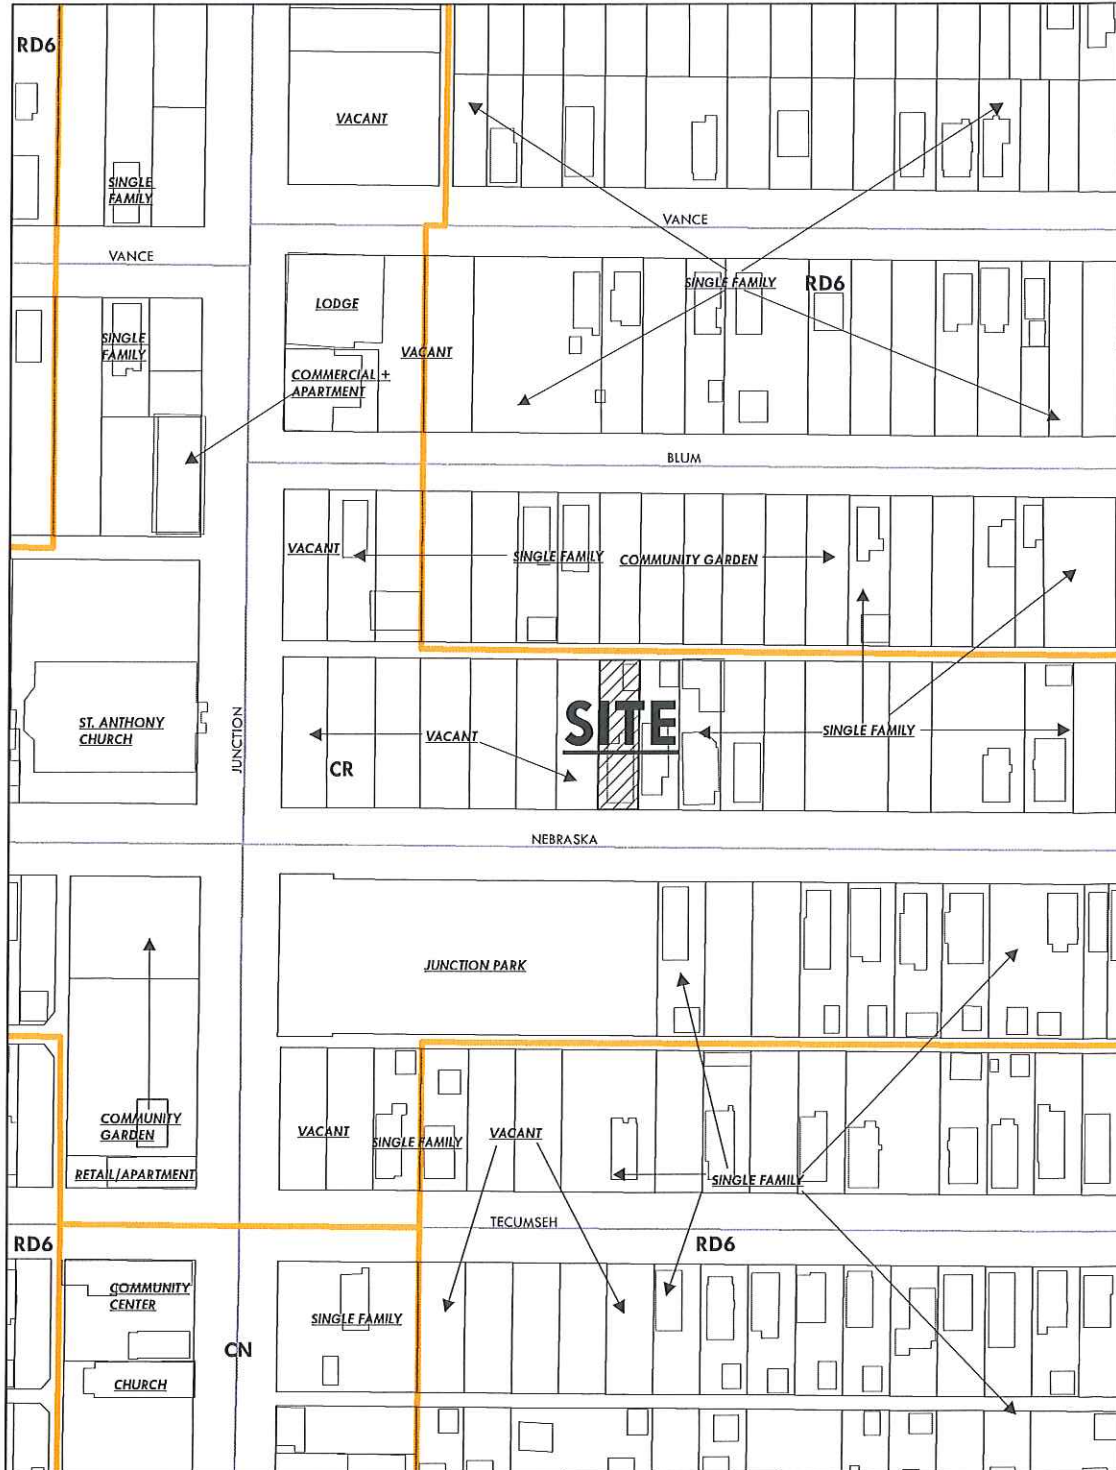 RD6
VACANT
SINGLE
FAMILY
VANCE
VANCE
LODGE
SINGLE FAMILY
RD6
SINGLE
FAMILY
VACANT
COMMERCIAL +
APARTMENT
BLUM
VACANT
SINGLE FAMILY
COMMUNITY GARDEN
JUNCTION
ST. ANTHONY
CHURCH
SITE
VACANT
SINGLE FAMILY
CR
NEBRASKA
JUNCTION PARK
COMMUNITY
GARDEN
VACANT
SINGLE FAMILY
VACANT
RETAIL/APARTMENT
SINGLE FAMILY
TECUMSEH
RD6
RD6
COMMUNITY
CENTER
SINGLE FAMILY
CN
CHURCH